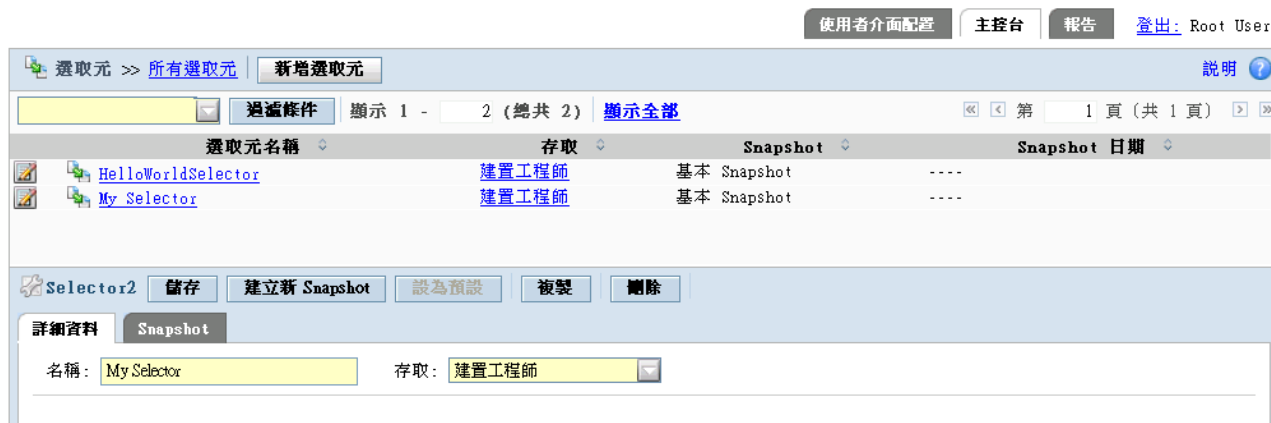 使用者介面配置 主控台 報告 登出: Root User
選取元 >> 所有選取元 新增選取元 說明
過濾條件 顯示 1 - 2 (總共 2) 顯示全部 第 1 頁 (共 1 頁)
選取元名稱 存取 Snapshot Snapshot 日期
HelloWorldSelector 建置工程師 基本 Snapshot ----
My Selector 建置工程師 基本 Snapshot ----
Selector2 儲存 建立新 Snapshot 設為預設 複製 刪除
詳細資料 Snapshot
名稱: My Selector 存取: 建置工程師